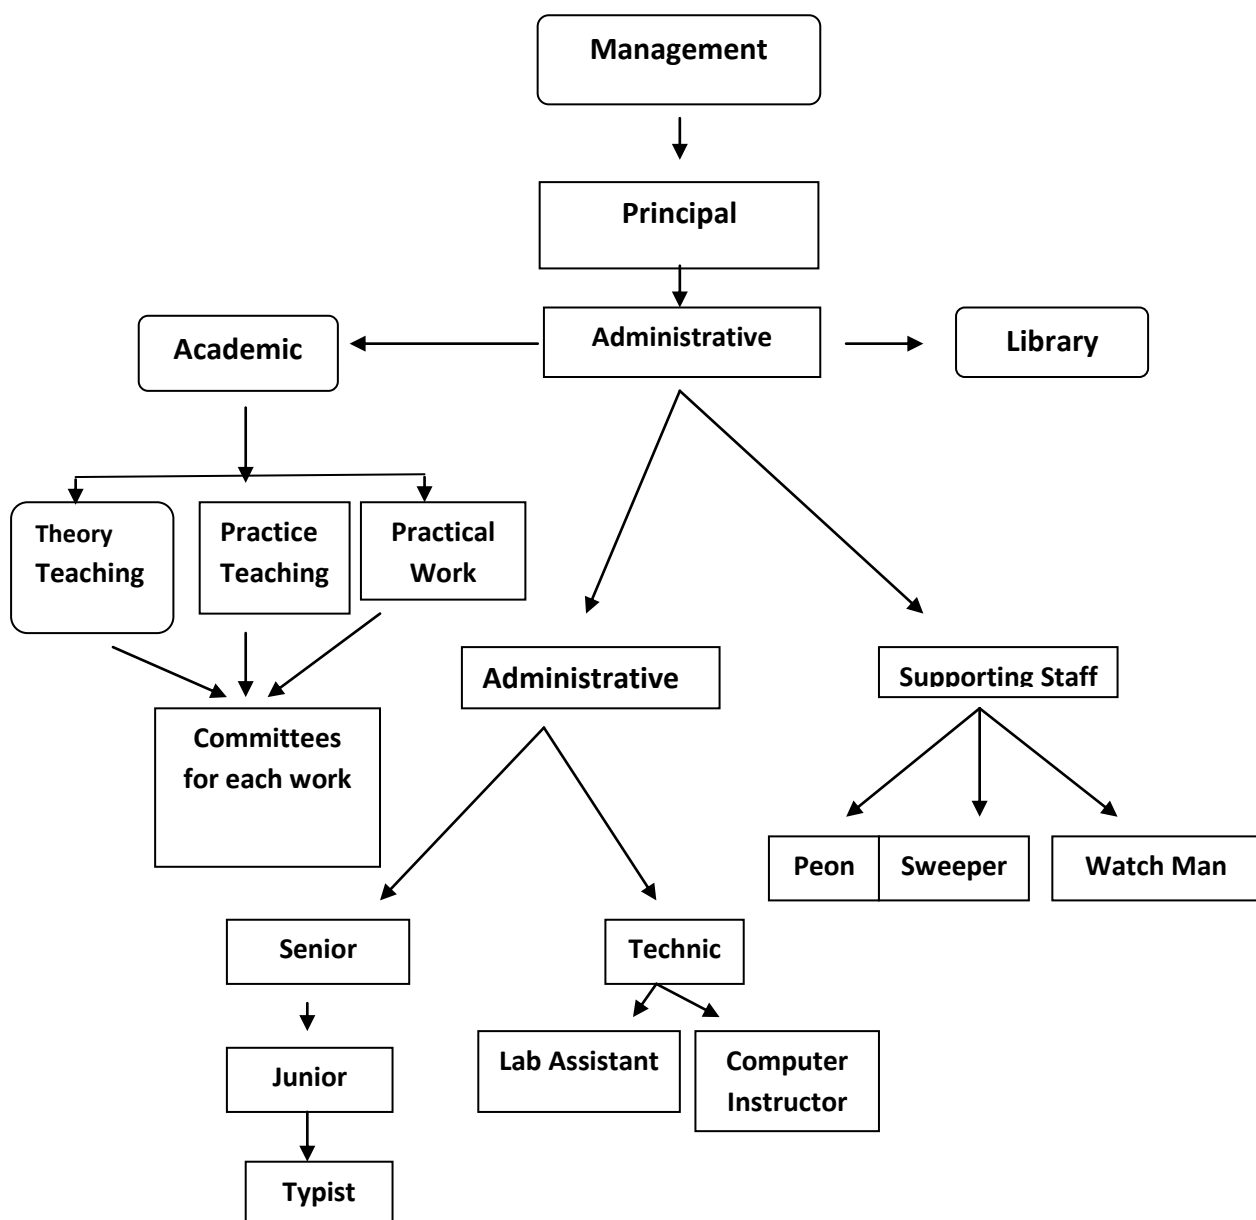 Management
Principal
Administrative
Academic
Library
Theory
Teaching
Practice
Teaching
Practical
Work
Administrative
Supporting Staff
Committees
for each work
Peon
Sweeper
Watch Man
Senior
Technic
Lab Assistant
Computer
Instructor
Junior
Typist